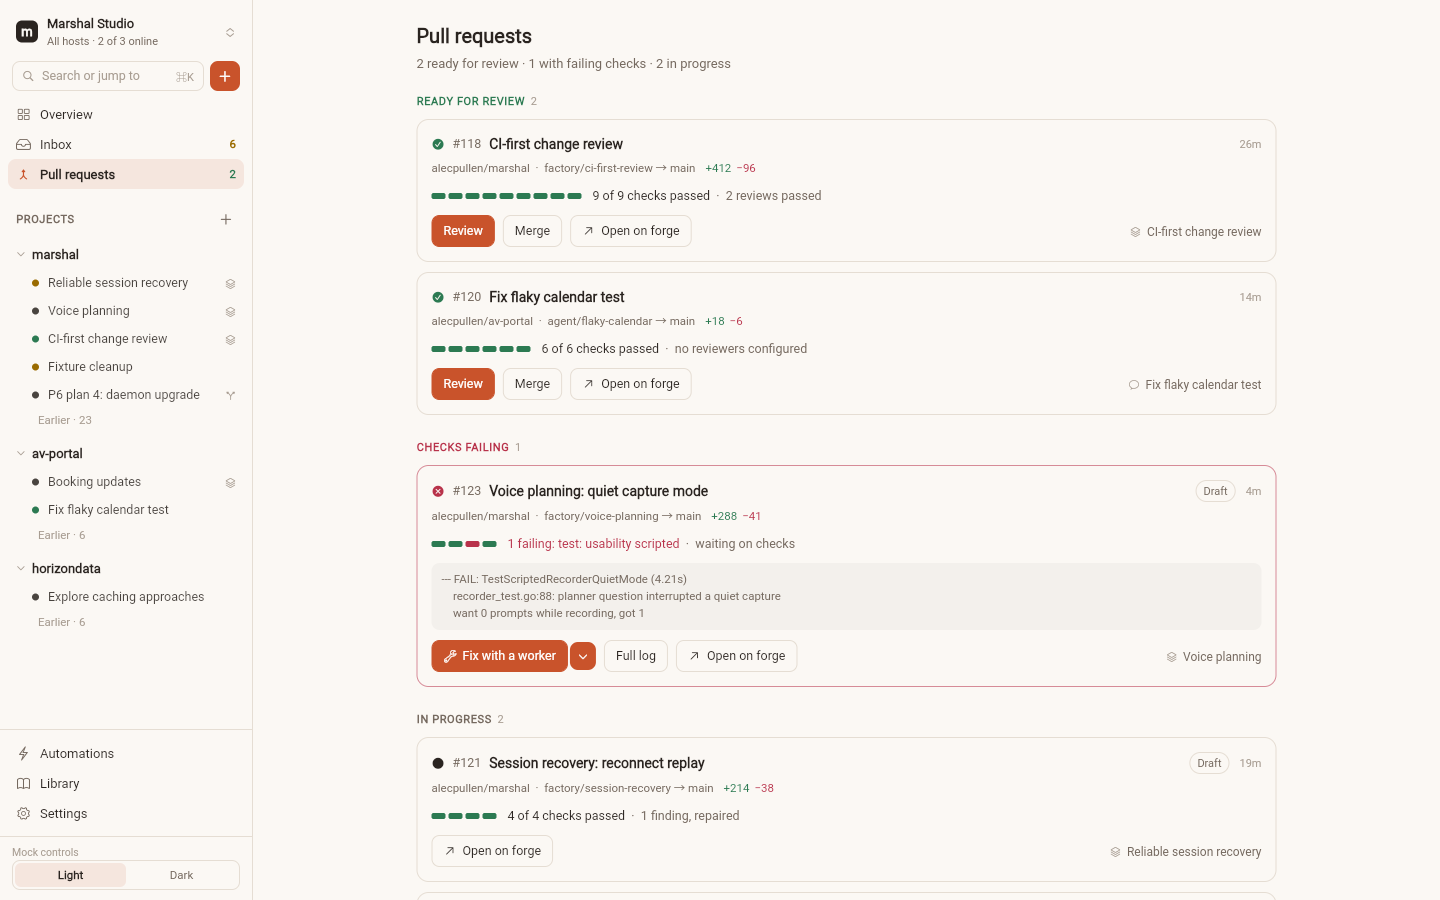 m
Marshal Studio
All hosts · 2 of 3 online
Search or jump to ⌘K
+
Overview
Inbox 6
Pull requests 2
PROJECTS +
marshal
Reliable session recovery
Voice planning
CI-first change review
Fixture cleanup
P6 plan 4: daemon upgrade
Earlier · 23
av-portal
Booking updates
Fix flaky calendar test
Earlier · 6
horizondata
Explore caching approaches
Earlier · 6
Automations
Library
Settings
Mock controls
Light Dark
Pull requests
2 ready for review · 1 with failing checks · 2 in progress
READY FOR REVIEW 2
#118 CI-first change review 26m
alecpullen/marshal · factory/ci-first-review → main +412 −96
9 of 9 checks passed · 2 reviews passed
Review Merge Open on forge CI-first change review
#120 Fix flaky calendar test 14m
alecpullen/av-portal · agent/flaky-calendar → main +18 −6
6 of 6 checks passed · no reviewers configured
Review Merge Open on forge Fix flaky calendar test
CHECKS FAILING 1
#123 Voice planning: quiet capture mode Draft 4m
alecpullen/marshal · factory/voice-planning → main +288 −41
1 failing: test: usability scripted · waiting on checks
--- FAIL: TestScriptedRecorderQuietMode (4.21s)
recorder_test.go:88: planner question interrupted a quiet capture
want 0 prompts while recording, got 1
Fix with a worker Full log Open on forge Voice planning
IN PROGRESS 2
#121 Session recovery: reconnect replay Draft 19m
alecpullen/marshal · factory/session-recovery → main +214 −38
4 of 4 checks passed · 1 finding, repaired
Open on forge Reliable session recovery